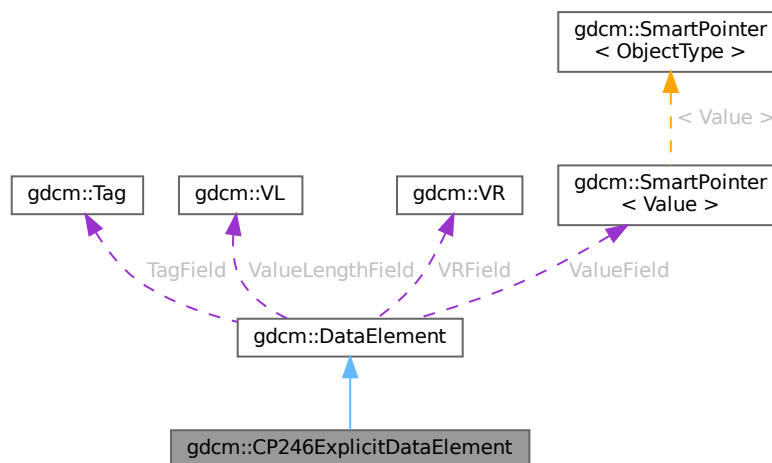 gdcm::SmartPointer
< ObjectType >
< Value >
gdcm::Tag
gdcm::VL
gdcm::VR
gdcm::SmartPointer
< Value >
TagField
ValueLengthField
VRField
ValueField
gdcm::DataElement
gdcm::CP246ExplicitDataElement